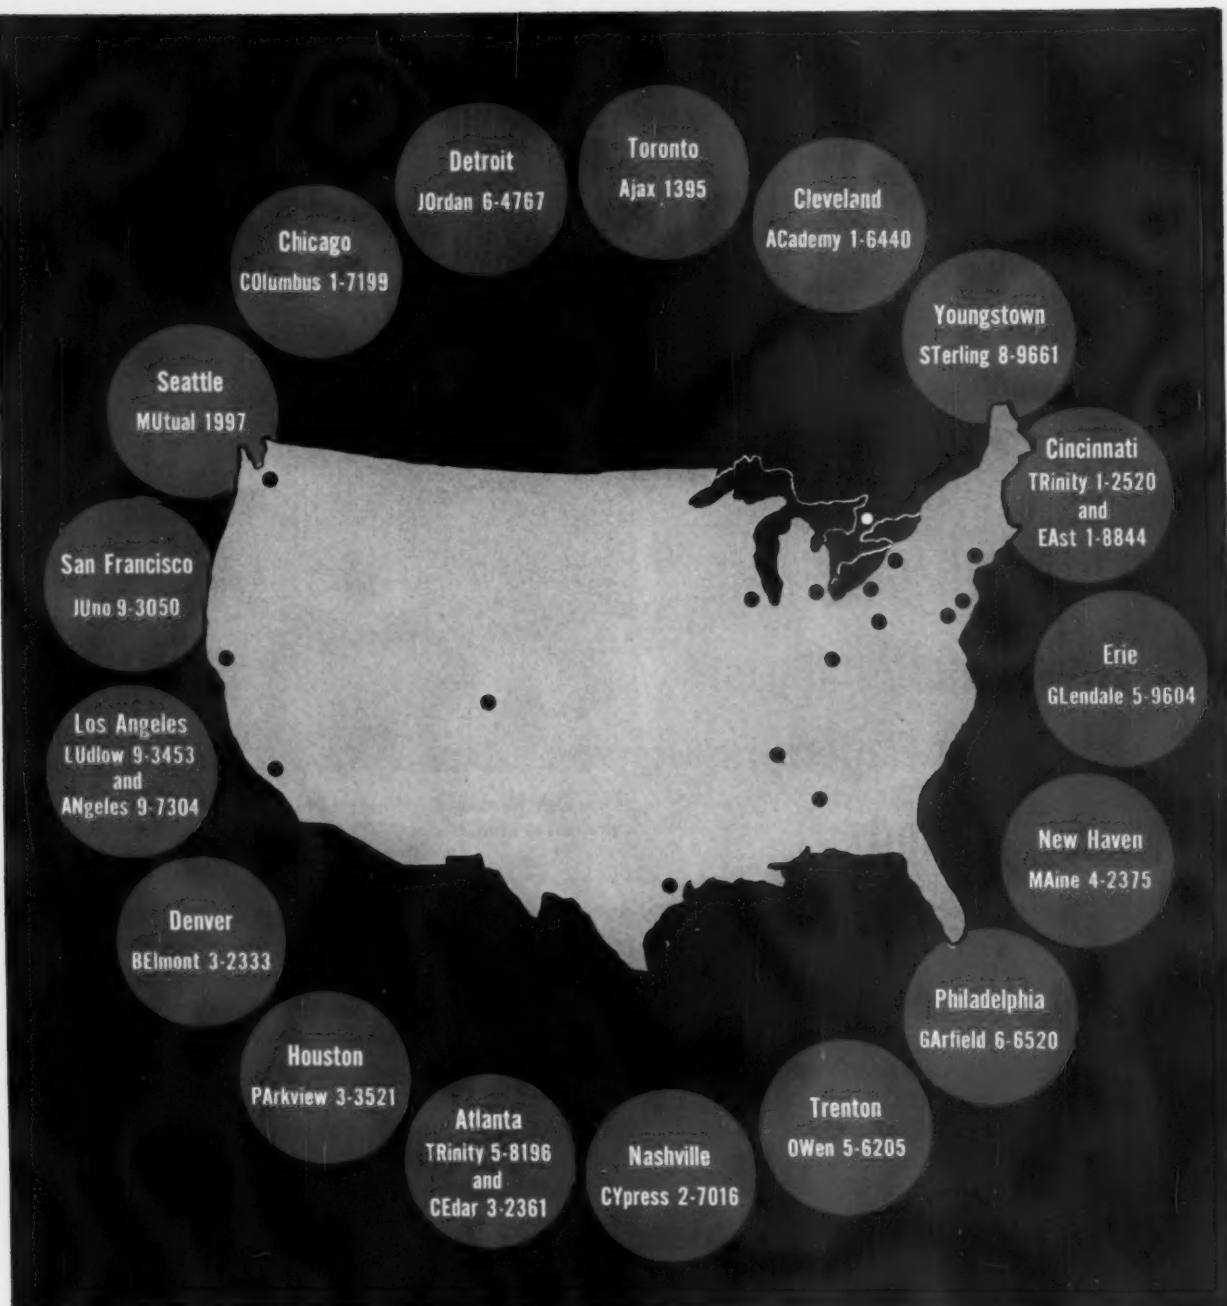 Toronto
Ajax 1395
Detroit
JOrdan 6-4767
Cleveland
ACademy 1-6440
Chicago
COlumbus 1-7199
Youngstown
STerling 8-9661
Seattle
MUtual 1997
Cincinnati
TRinity 1-2520
and
EAst 1-8844
San Francisco
JUno 9-3050
Erie
GLendale 5-9604
Los Angeles
LUdlow 9-3453
and
ANgeles 9-7304
New Haven
MAine 4-2375
Denver
BElmont 3-2333
Philadelphia
GArfield 6-6520
Houston
PArkview 3-3521
Trenton
OWen 5-6205
Atlanta
TRinity 5-8196
and
CEdar 3-2361
Nashville
CYpress 2-7016